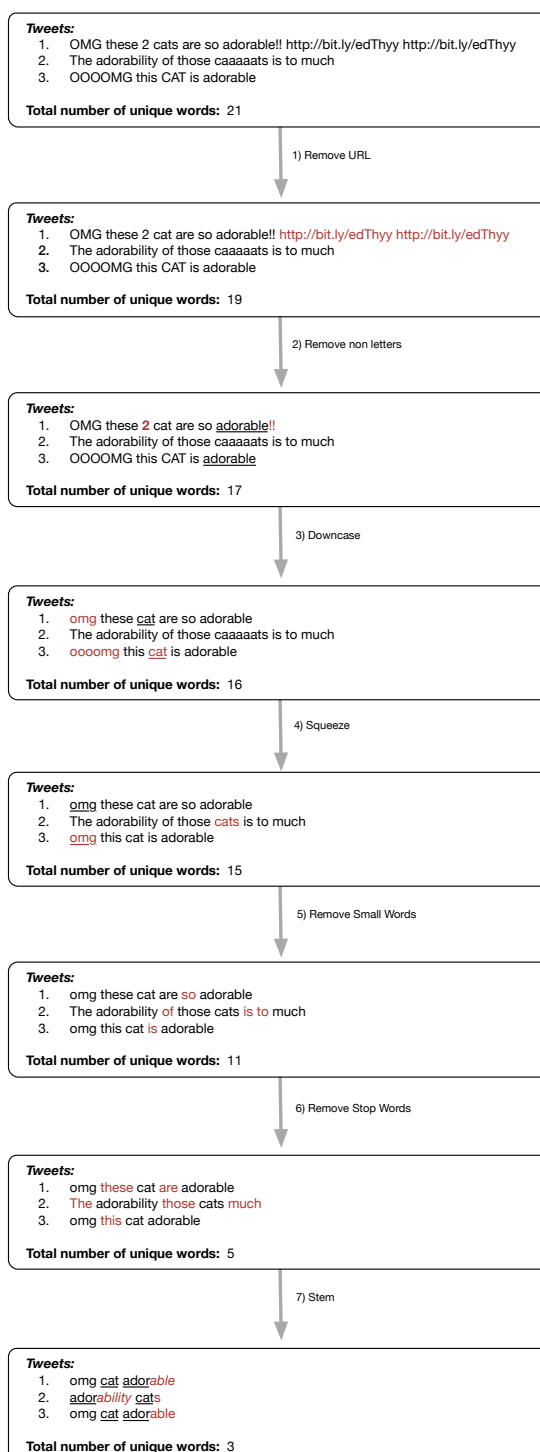 Tweets:
1. OMG these 2 cats are so adorable!! http://bit.ly/edThyy http://bit.ly/edThyy
2. The adorability of those caaaaats is to much
3. OOOOMG this CAT is adorable
Total number of unique words: 21
1) Remove URL
Tweets:
1. OMG these 2 cat are so adorable!! http://bit.ly/edThyy http://bit.ly/edThyy
2. The adorability of those caaaaats is to much
3. OOOOMG this CAT is adorable
Total number of unique words: 19
2) Remove non letters
Tweets:
1. OMG these 2 cat are so adorable!!
2. The adorability of those caaaaats is to much
3. OOOOMG this CAT is adorable
Total number of unique words: 17
3) Downcase
Tweets:
1. omg these cat are so adorable
2. The adorability of those caaaaats is to much
3. oooomg this cat is adorable
Total number of unique words: 16
4) Squeeze
Tweets:
1. omg these cat are so adorable
2. The adorability of those cats is to much
3. omg this cat is adorable
Total number of unique words: 15
5) Remove Small Words
Tweets:
1. omg these cat are so adorable
2. The adorability of those cats is to much
3. omg this cat is adorable
Total number of unique words: 11
6) Remove Stop Words
Tweets:
1. omg these cat are adorable
2. The adorability those cats much
3. omg this cat adorable
Total number of unique words: 5
7) Stem
Tweets:
1. omg cat adorable
2. adorability cats
3. omg cat adorable
Total number of unique words: 3